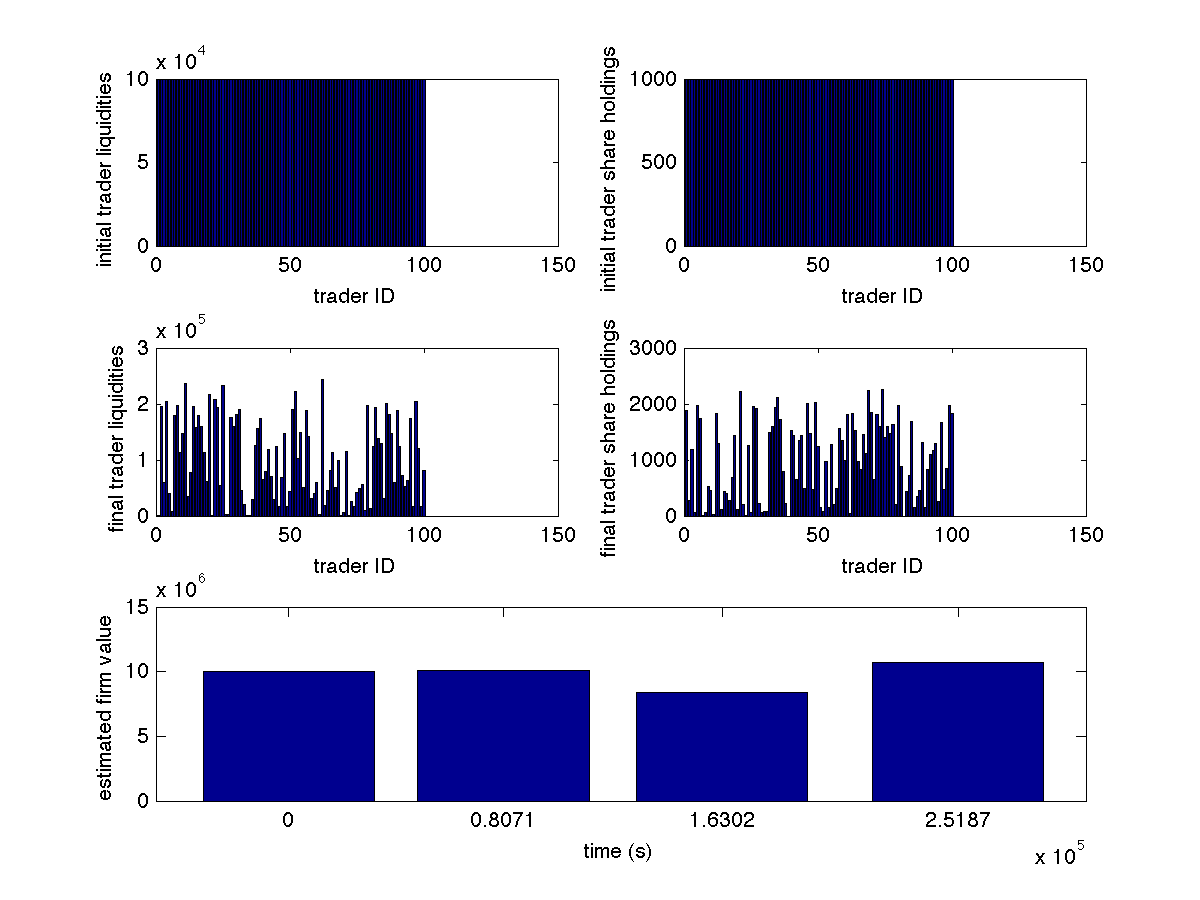 x 10^4
initial trader liquidities
10
5
0
0 50 100 150
trader ID
initial trader share holdings
1000
500
0
0 50 100 150
trader ID
x 10^5
final trader liquidities
3
2
1
0
0 50 100 150
trader ID
final trader share holdings
3000
2000
1000
0
0 50 100 150
trader ID
x 10^6
estimated firm value
15
10
5
0
0 0.8071 1.6302 2.5187
time (s)
x 10^5